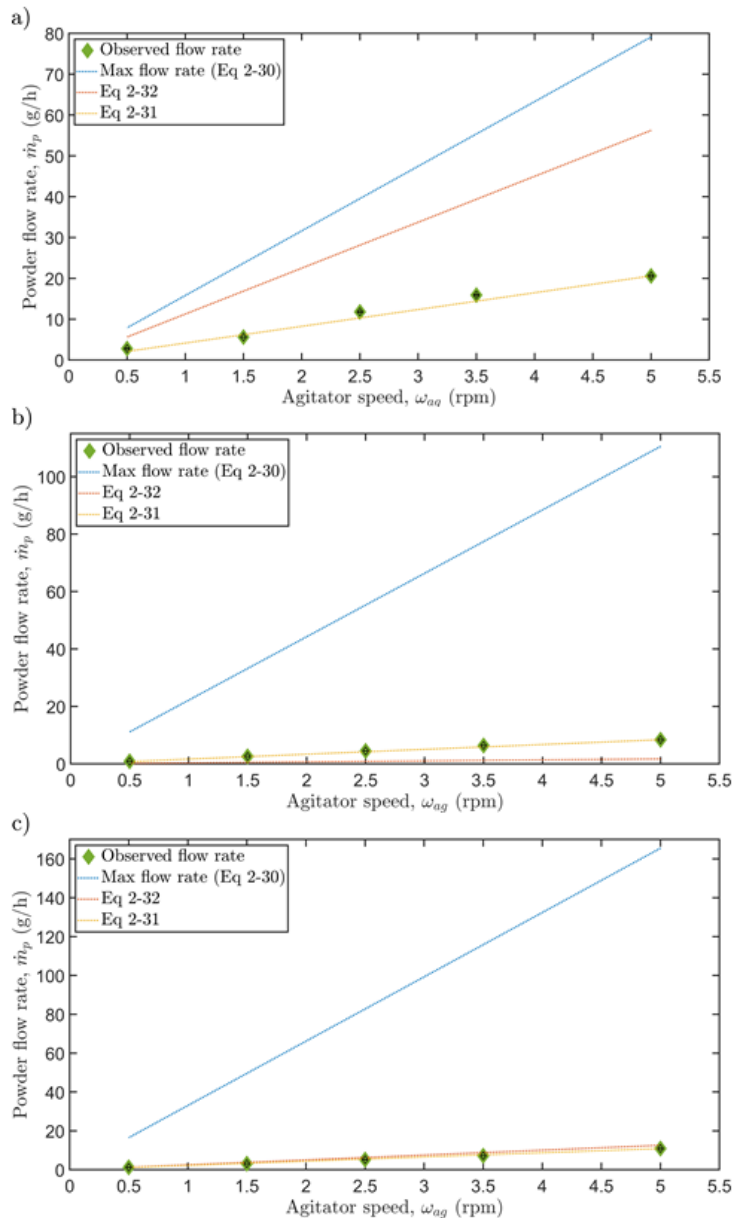 a)
80
70
60
50
40
30
20
10
0
Powder flow rate, ṁ_p (g/h)
Observed flow rate
Max flow rate (Eq 2-30)
Eq 2-32
Eq 2-31
0 0.5 1 1.5 2 2.5 3 3.5 4 4.5 5 5.5
Agitator speed, ω_ag (rpm)
b)
100
80
60
40
20
0
Powder flow rate, ṁ_p (g/h)
Observed flow rate
Max flow rate (Eq 2-30)
Eq 2-32
Eq 2-31
0 0.5 1 1.5 2 2.5 3 3.5 4 4.5 5 5.5
Agitator speed, ω_ag (rpm)
c)
160
140
120
100
80
60
40
20
0
Powder flow rate, ṁ_p (g/h)
Observed flow rate
Max flow rate (Eq 2-30)
Eq 2-32
Eq 2-31
0 0.5 1 1.5 2 2.5 3 3.5 4 4.5 5 5.5
Agitator speed, ω_ag (rpm)